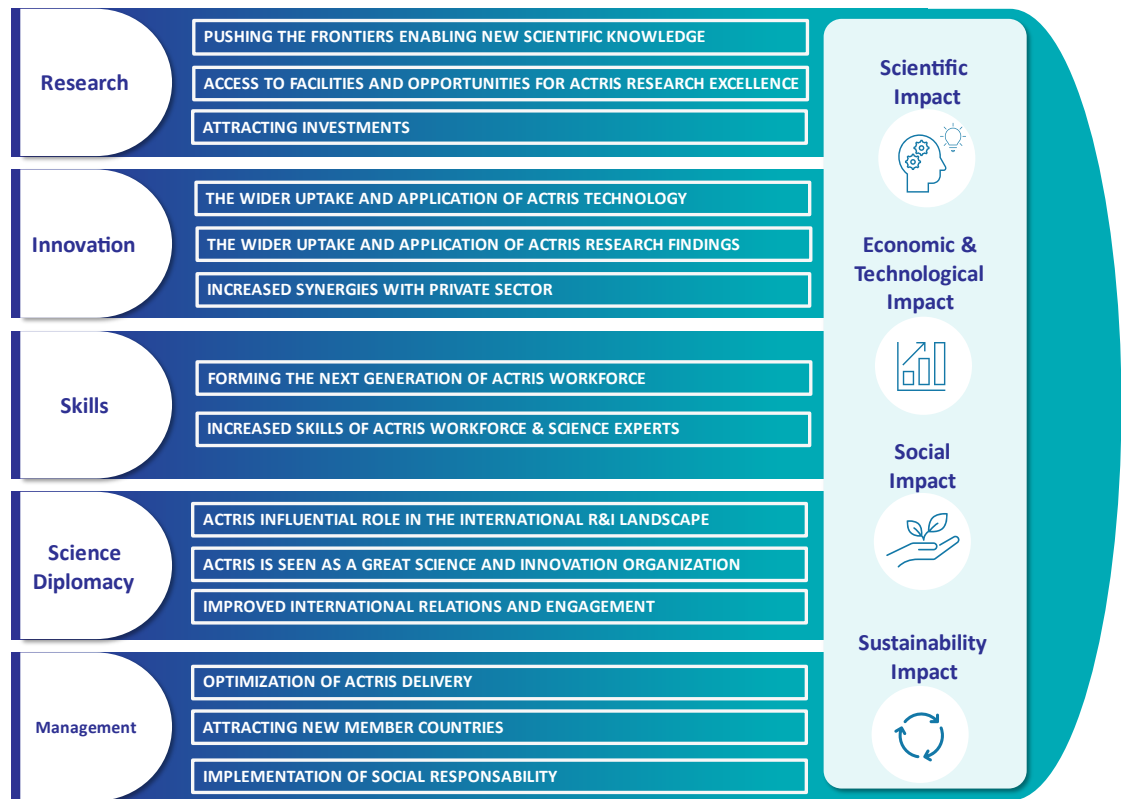 Research
PUSHING THE FRONTIERS ENABLING NEW SCIENTIFIC KNOWLEDGE
ACCESS TO FACILITIES AND OPPORTUNITIES FOR ACTRIS RESEARCH EXCELLENCE
ATTRACTING INVESTMENTS
Innovation
THE WIDER UPTAKE AND APPLICATION OF ACTRIS TECHNOLOGY
THE WIDER UPTAKE AND APPLICATION OF ACTRIS RESEARCH FINDINGS
INCREASED SYNERGIES WITH PRIVATE SECTOR
Skills
FORMING THE NEXT GENERATION OF ACTRIS WORKFORCE
INCREASED SKILLS OF ACTRIS WORKFORCE & SCIENCE EXPERTS
Science
Diplomacy
ACTRIS INFLUENTIAL ROLE IN THE INTERNATIONAL R&I LANDSCAPE
ACTRIS IS SEEN AS A GREAT SCIENCE AND INNOVATION ORGANIZATION
IMPROVED INTERNATIONAL RELATIONS AND ENGAGEMENT
Management
OPTIMIZATION OF ACTRIS DELIVERY
ATTRACTING NEW MEMBER COUNTRIES
IMPLEMENTATION OF SOCIAL RESPONSABILITY
Scientific
Impact
Economic &
Technological
Impact
Social
Impact
Sustainability
Impact